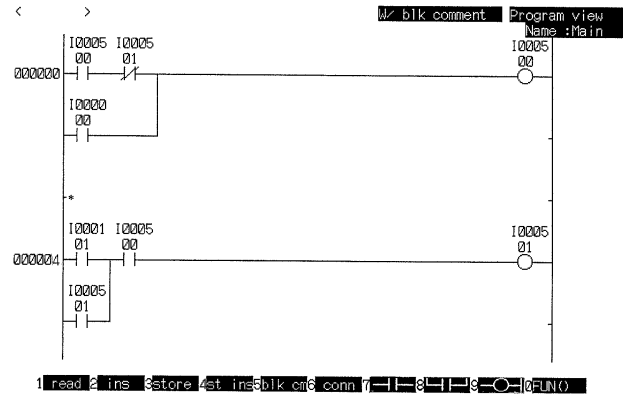 < > W/ blk comment Program view
Name :Main
I0005 I0005 I0005
00 01 00
000000
I0000
00
*
I0001 I0005 I0005
01 00 01
000004
I0005
01
1 read 2 ins 3store 4st ins5blk cm6 conn 7 8 9 0FUN()